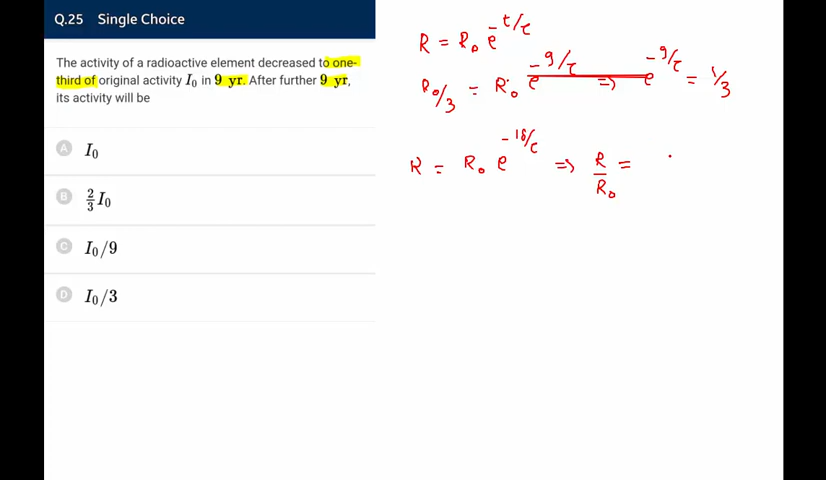 Q.25 Single Choice
The activity of a radioactive element decreased to one-
third of original activity I₀ in 9 yr. After further 9 yr,
its activity will be
A I₀
B 2/3 I₀
C I₀/9
D I₀/3
R = R₀ e^(-t/τ)
R₀/3 = R₀ e^(-9/τ) => e^(-9/τ) = 1/3
R = R₀ e^(-18/τ) => R/R₀ =